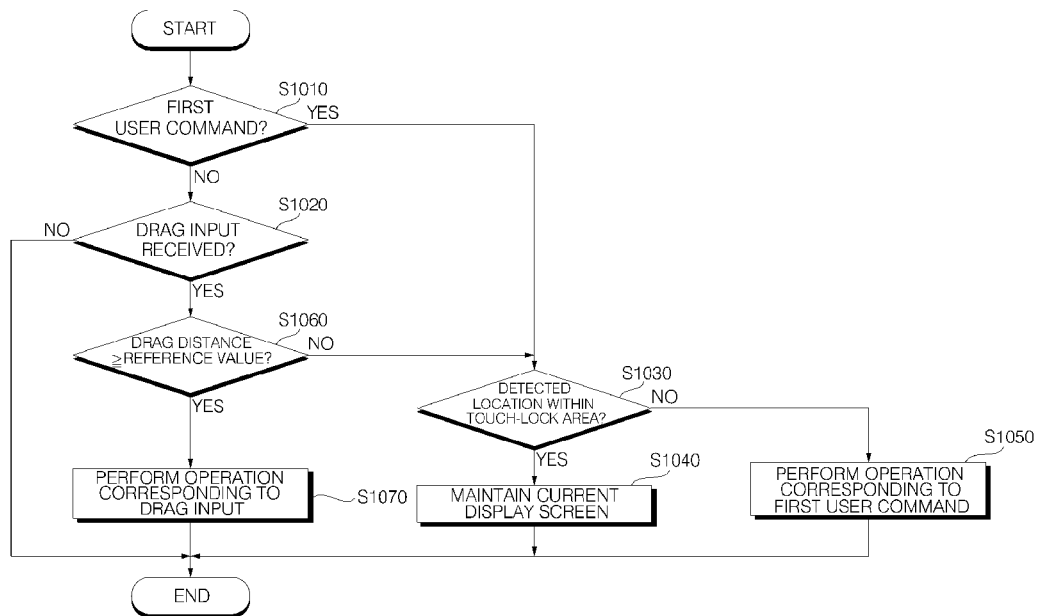 START
S1010
FIRST
USER COMMAND?
YES
NO
S1020
NO
DRAG INPUT
RECEIVED?
YES
S1060
DRAG DISTANCE
≧REFERENCE VALUE?
NO
YES
S1030
DETECTED
LOCATION WITHIN
TOUCH-LOCK AREA?
NO
YES
S1040
S1050
PERFORM OPERATION
CORRESPONDING TO
DRAG INPUT
S1070
MAINTAIN CURRENT
DISPLAY SCREEN
PERFORM OPERATION
CORRESPONDING TO
FIRST USER COMMAND
END